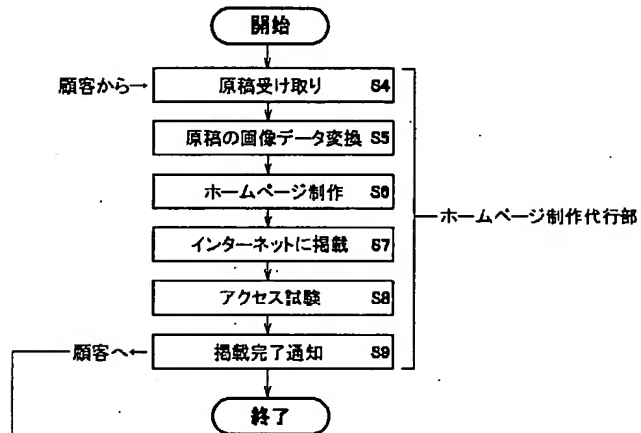 開始
顧客から→ 原稿受け取り S4
原稿の画像データ変換 S5
ホームページ制作 S6
インターネットに掲載 S7
アクセス試験 S8
顧客へ← 掲載完了通知 S9
ホームページ制作代行部
終了